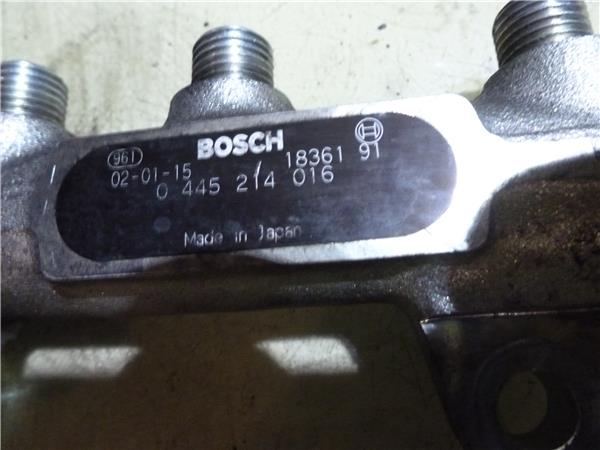 961 BOSCH
02-01-15 18361 91
0 445 214 016
Made in Japan